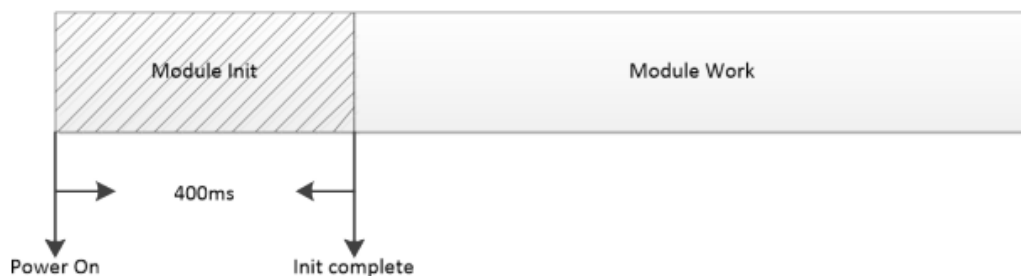 Module Init
Module Work
400ms
Power On
Init complete